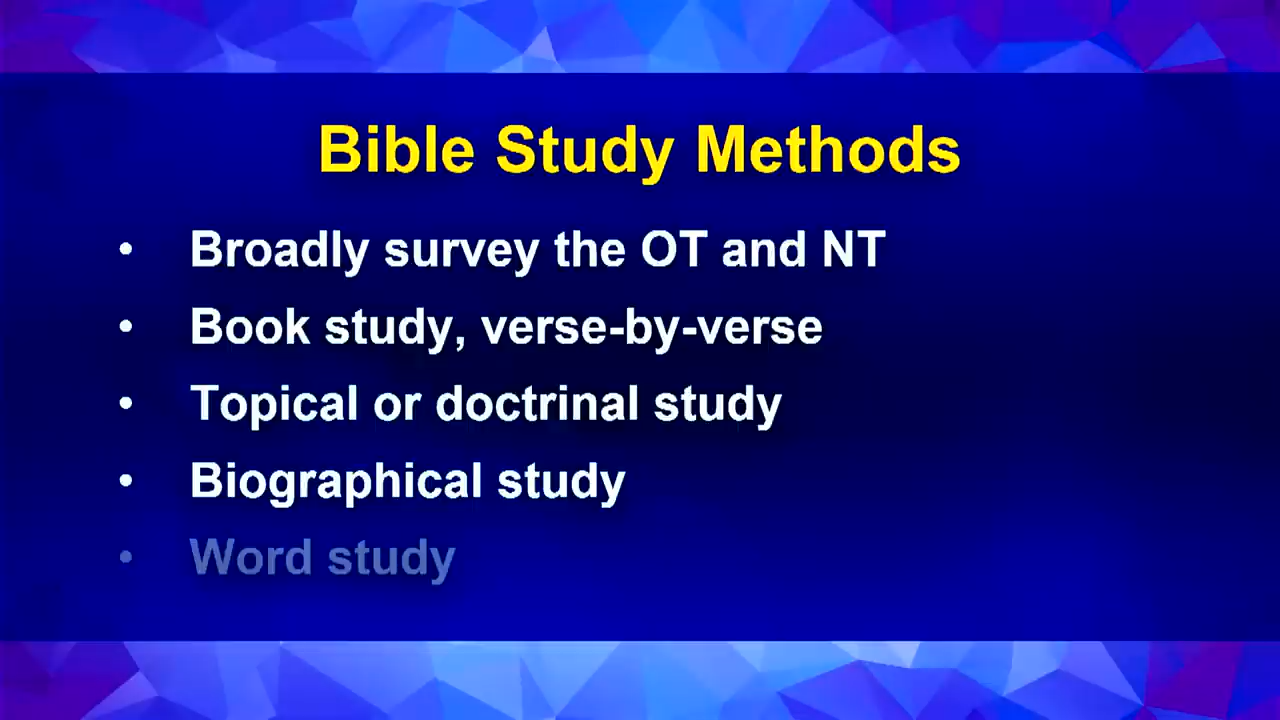 Bible Study Methods
• Broadly survey the OT and NT
• Book study, verse-by-verse
• Topical or doctrinal study
• Biographical study
• Word study